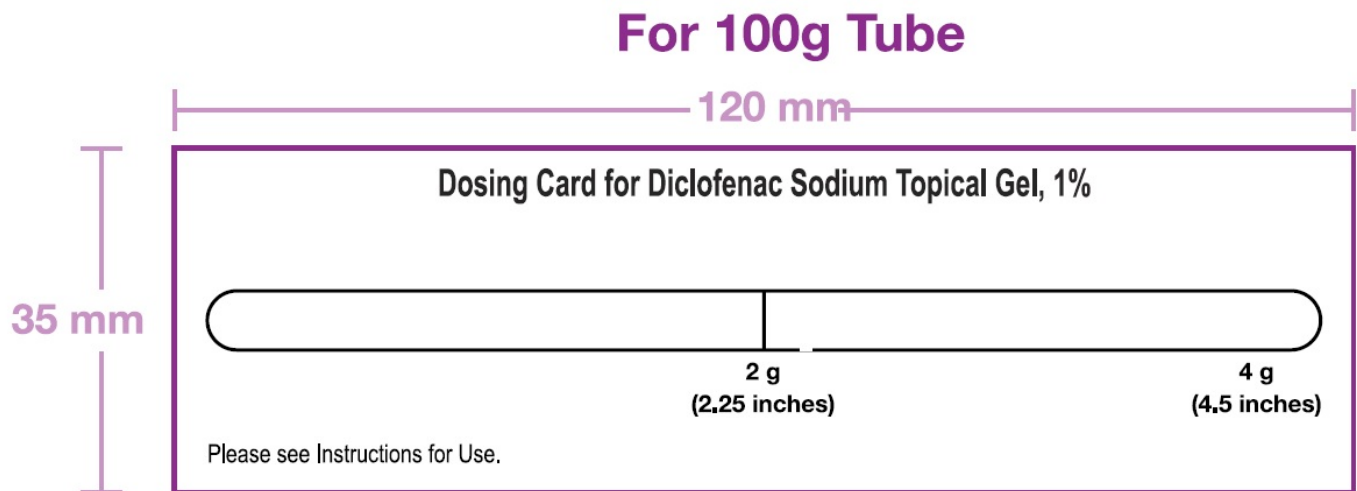 For 100g Tube
120 mm
Dosing Card for Diclofenac Sodium Topical Gel, 1%
35 mm
2 g
(2.25 inches)
4 g
(4.5 inches)
Please see Instructions for Use.